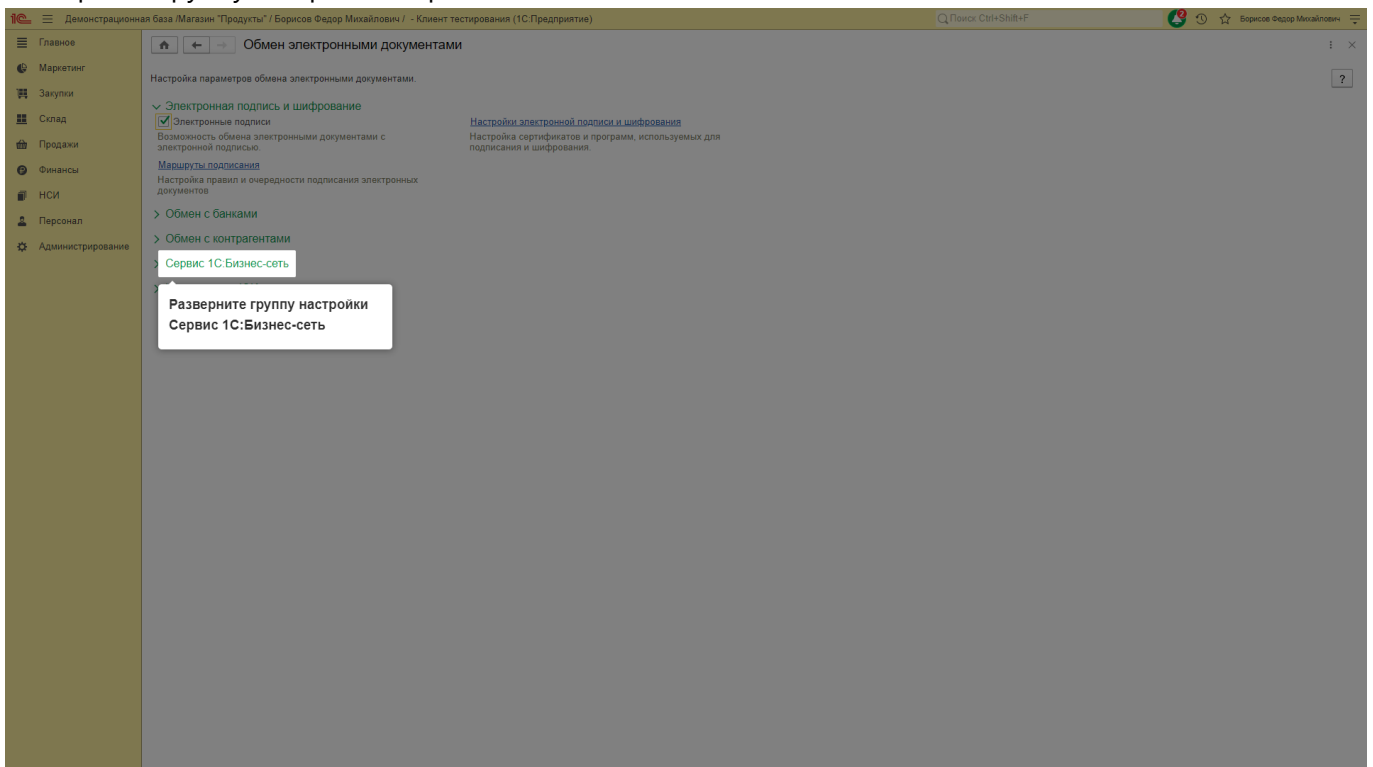 Демонстрационная база /Магазин "Продукты" / Борисов Федор Михайлович / - Клиент тестирования (1С:Предприятие)
Поиск Ctrl+Shift+F
2
Борисов Федор Михайлович
Главное
Маркетинг
Закупки
Склад
Продажи
Финансы
НСИ
Персонал
Администрирование
Обмен электронными документами
Настройка параметров обмена электронными документами.
?
Электронная подпись и шифрование
Электронные подписи
Возможность обмена электронными документами с
электронной подписью.
Настройки электронной подписи и шифрования
Настройка сертификатов и программ, используемых для
подписания и шифрования.
Маршруты подписания
Настройка правил и очередности подписания электронных
документов
Обмен с банками
Обмен с контрагентами
Сервис 1С:Бизнес-сеть
Разверните группу настройки
Сервис 1С:Бизнес-сеть